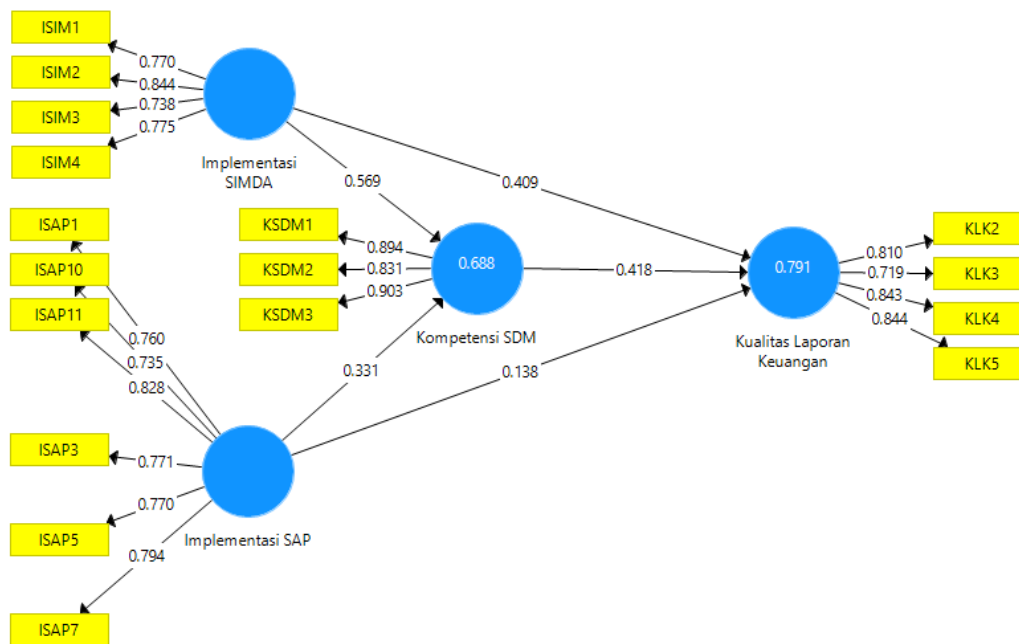 ISIM1
ISIM2
ISIM3
ISIM4
0.770
0.844
0.738
0.775
Implementasi
SIMDA
0.569
0.409
ISAP1
ISAP10
ISAP11
0.760
0.735
0.828
KSDM1
KSDM2
KSDM3
0.894
0.831
0.903
0.688
Kompetensi SDM
0.418
0.331
0.138
0.791
Kualitas Laporan
Keuangan
0.810
0.719
0.843
0.844
KLK2
KLK3
KLK4
KLK5
ISAP3
ISAP5
ISAP7
0.771
0.770
0.794
Implementasi SAP